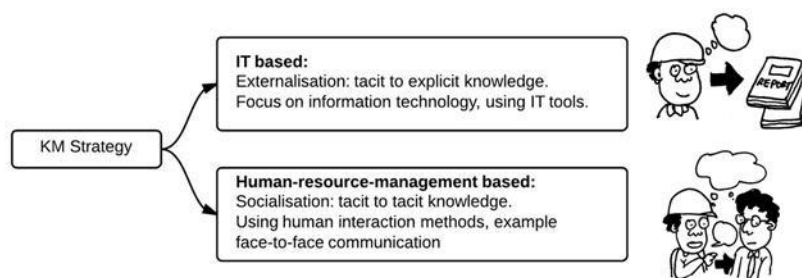 IT based:
Externalisation: tacit to explicit knowledge.
Focus on information technology, using IT tools.
REPORT
KM Strategy
Human-resource-management based:
Socialisation: tacit to tacit knowledge.
Using human interaction methods, example
face-to-face communication